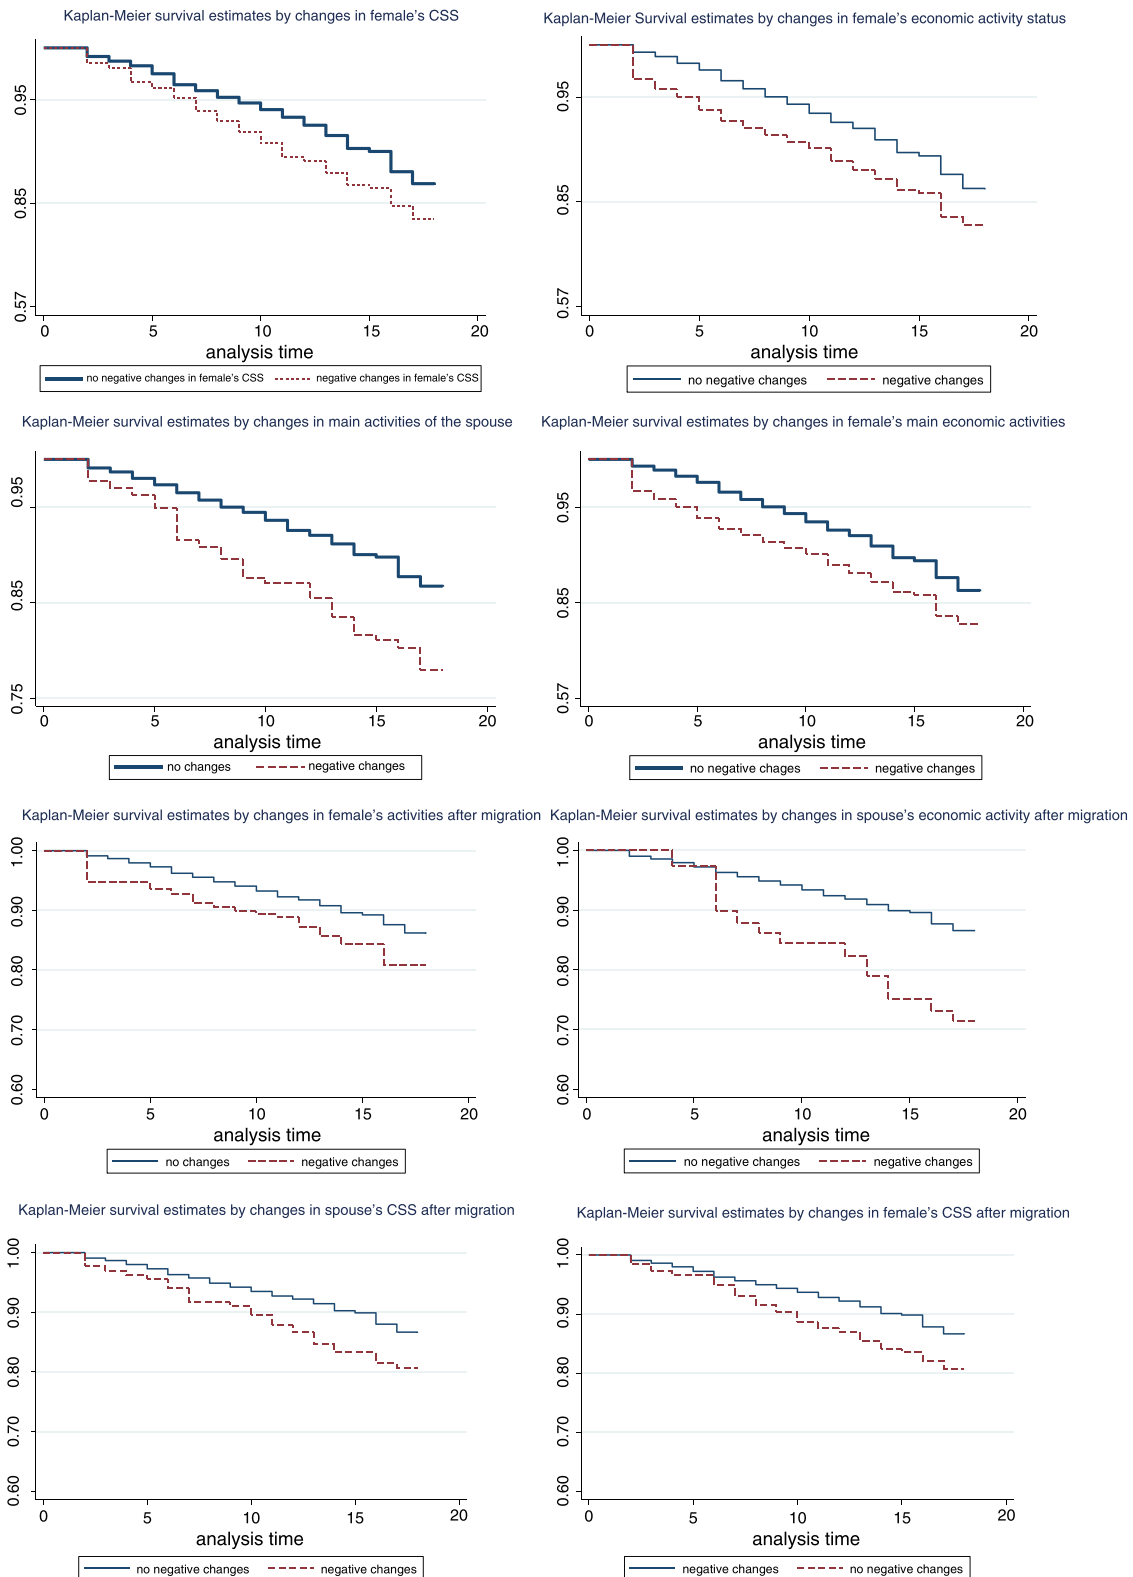 Kaplan-Meier survival estimates by changes in female's CSS
0.95
0.85
0.57
0 5 10 15 20
analysis time
no negative changes in female's CSS negative changes in female's CSS
Kaplan-Meier Survival estimates by changes in female's economic activity status
0.95
0.85
0.57
0 5 10 15 20
analysis time
no negative changes negative changes
Kaplan-Meier survival estimates by changes in main activities of the spouse
0.95
0.85
0.75
0 5 10 15 20
analysis time
no changes negative changes
Kaplan-Meier survival estimates by changes in female's main economic activities
0.95
0.85
0.57
0 5 10 15 20
analysis time
no negative chages negative changes
Kaplan-Meier survival estimates by changes in female's activities after migration
1.00
0.90
0.80
0.70
0.60
0 5 10 15 20
analysis time
no changes negative changes
Kaplan-Meier survival estimates by changes in spouse's economic activity after migration
1.00
0.90
0.80
0.70
0.60
0 5 10 15 20
analysis time
no negative changes negative changes
Kaplan-Meier survival estimates by changes in spouse's CSS after migration
1.00
0.90
0.80
0.70
0.60
0 5 10 15 20
analysis time
no negative changes negative changes
Kaplan-Meier survival estimates by changes in female's CSS after migration
1.00
0.90
0.80
0.70
0.60
0 5 10 15 20
analysis time
negative changes no negative changes